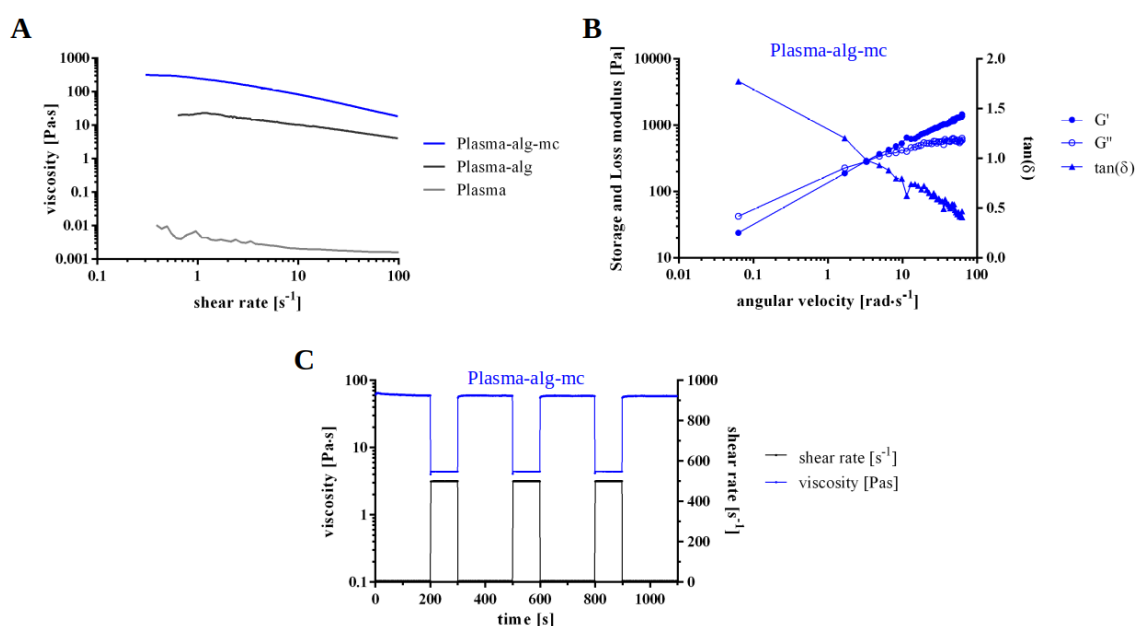 A
viscosity [Pa·s]
1000
100
10
1
0.1
0.01
0.001
0.1
1
10
100
shear rate [s⁻¹]
Plasma-alg-mc
Plasma-alg
Plasma
B
Plasma-alg-mc
Storage and Loss modulus [Pa]
10000
1000
100
10
2.0
1.5
1.0
0.5
0.0
tan(δ)
0.01
0.1
1
10
100
angular velocity [rad·s⁻¹]
G'
G"
tan(δ)
C
Plasma-alg-mc
viscosity [Pa·s]
100
10
1
0.1
1000
800
600
400
200
0
shear rate [s⁻¹]
0
200
400
600
800
1000
time [s]
shear rate [s⁻¹]
viscosity [Pas]